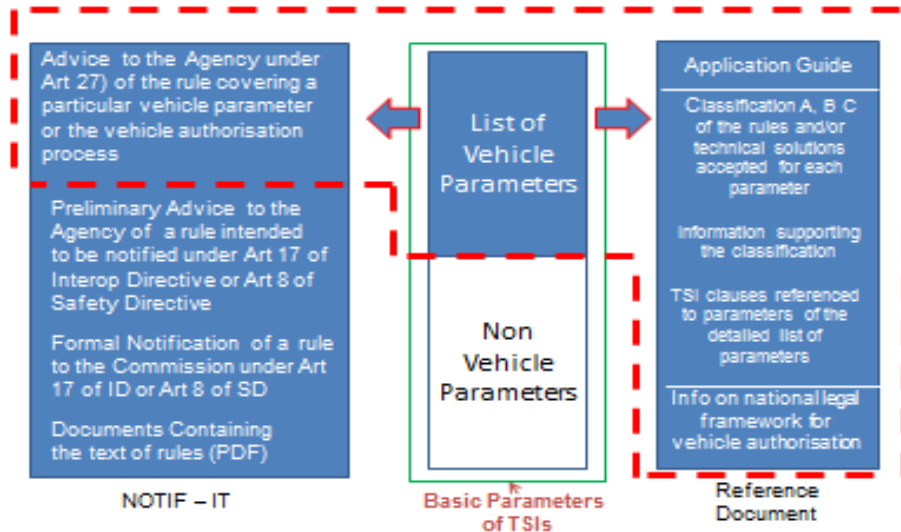 Advice to the Agency under
Art 27) of the rule covering a
particular vehicle parameter
or the vehicle authorisation
process
Preliminary Advice to the
Agency of a rule intended
to be notified under Art 17 of
Interop Directive or Art 8 of
Safety Directive
Formal Notification of a rule
to the Commission under Art
17 of ID or Art 8 of SD
Documents Containing
the text of rules (PDF)
NOTIF – IT
List of
Vehicle
Parameters
Non
Vehicle
Parameters
Basic Parameters
of TSIs
Application Guide
Classification A, B C
of the rules and/or
technical solutions
accepted for each
parameter
Information supporting
the classification
TSI clauses referenced
to parameters of the
detailed list of
parameters
Info on national legal
framework for
vehicle authorisation
Reference
Document